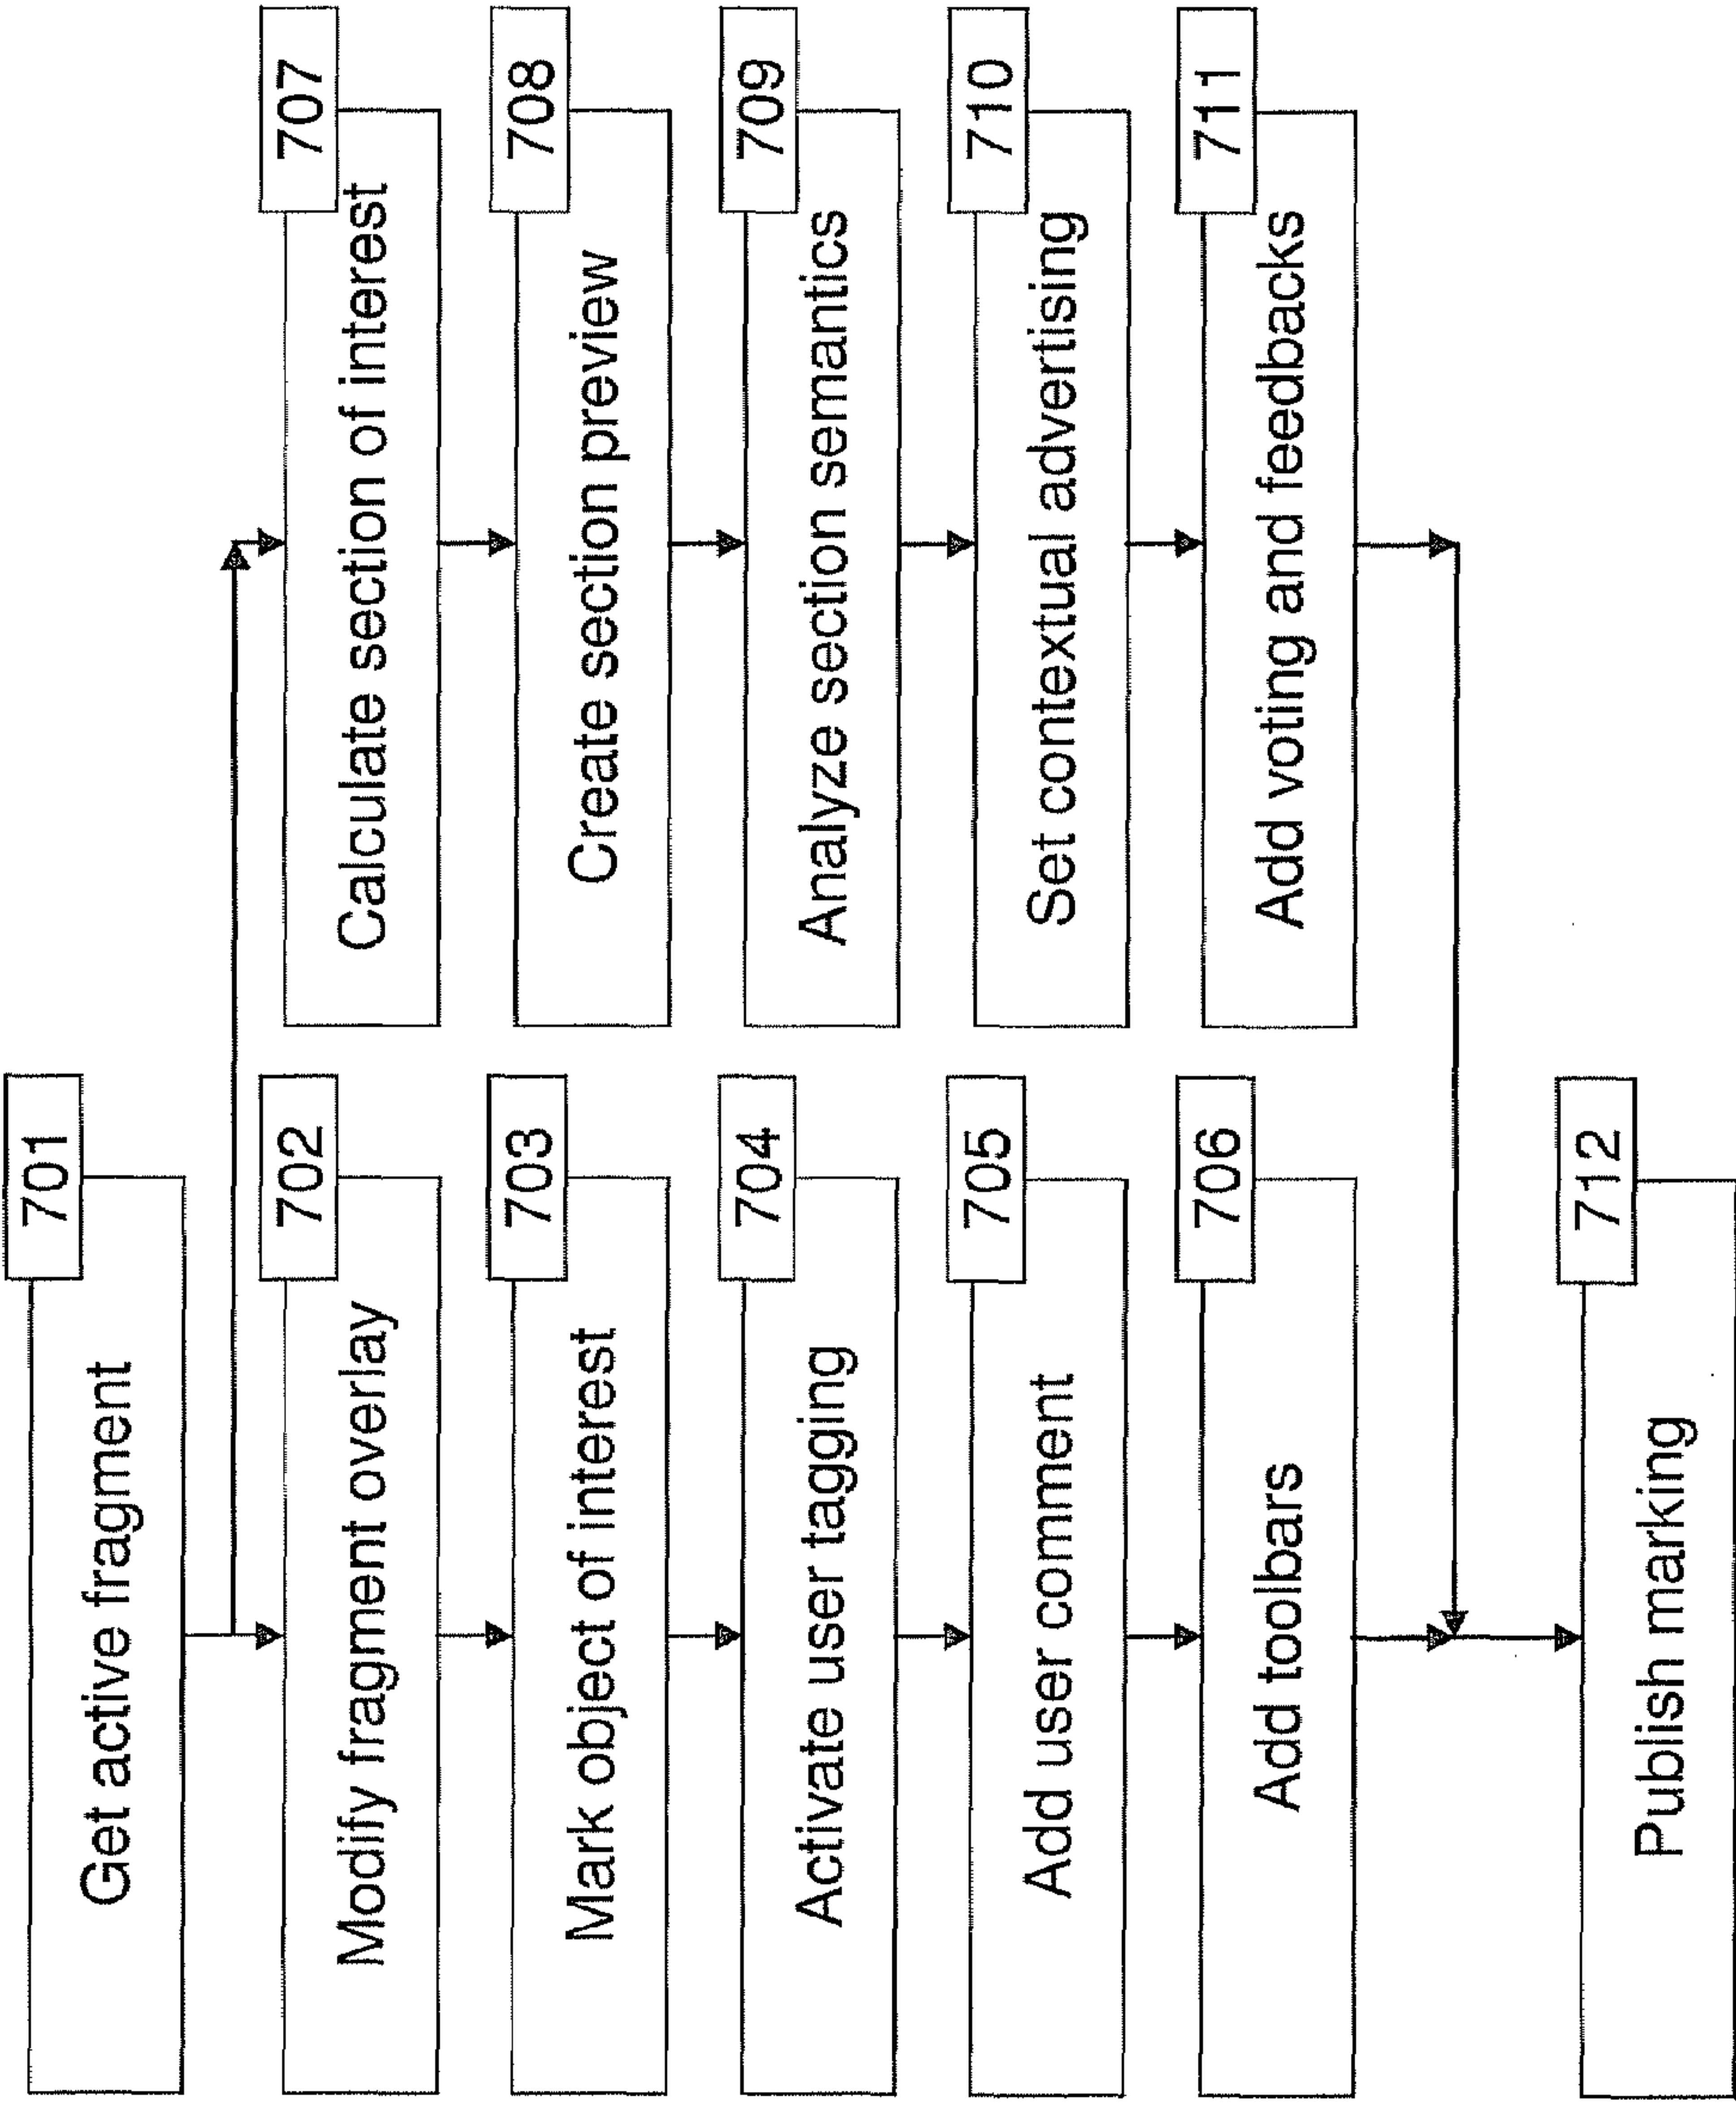 701
Get active fragment
702
Modify fragment overlay
703
Mark object of interest
704
Activate user tagging
705
Add user comment
706
Add toolbars
707
Calculate section of interest
708
Create section preview
709
Analyze section semantics
710
Set contextual advertising
711
Add voting and feedbacks
712
Publish marking